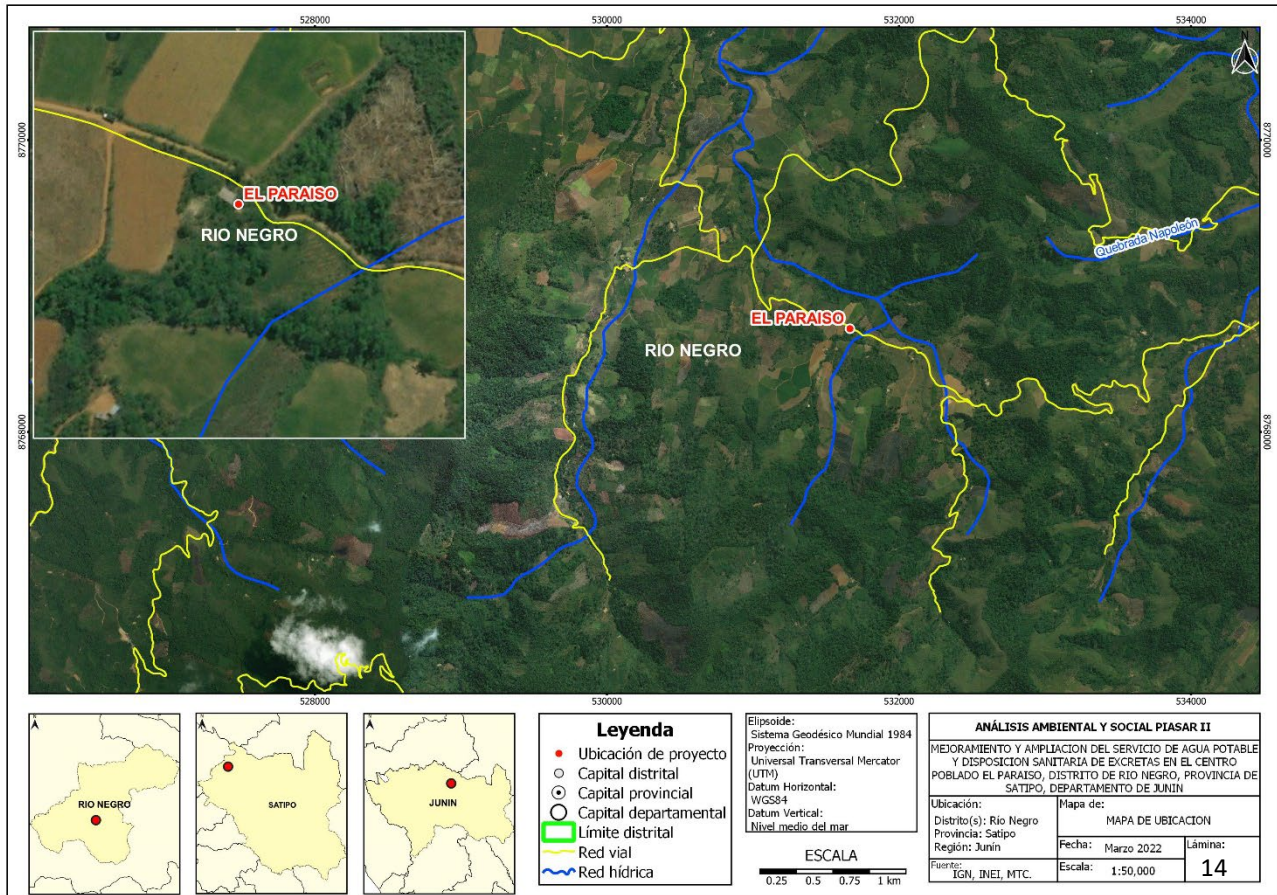 528000
530000
532000
534000
8770000
8770000
8768000
8768000
528000
530000
532000
534000
N
EL PARAISO
RIO NEGRO
EL PARAISO
RIO NEGRO
Quebrada Napoleón
N
RIO NEGRO
N
SATIPO
N
JUNIN
Leyenda
Ubicación de proyecto
Capital distrital
Capital provincial
Capital departamental
Límite distrital
Red vial
Red hídrica
Elipsoide:
Sistema Geodésico Mundial 1984
Proyección:
Universal Transversal Mercator
(UTM)
Datum Horizontal:
WGS84
Datum Vertical:
Nivel medio del mar
ESCALA
0.25 0.5 0.75 1 km
ANÁLISIS AMBIENTAL Y SOCIAL PIASAR II
MEJORAMIENTO Y AMPLIACION DEL SERVICIO DE AGUA POTABLE
Y DISPOSICION SANITARIA DE EXCRETAS EN EL CENTRO
POBLADO EL PARAISO, DISTRITO DE RIO NEGRO, PROVINCIA DE
SATIPO, DEPARTAMENTO DE JUNIN
Ubicación:
Distrito(s): Río Negro
Provincia: Satipo
Región: Junín
Mapa de:
MAPA DE UBICACION
Fecha: Marzo 2022
Lámina:
14
Fuente:
IGN, INEI, MTC.
Escala: 1:50,000